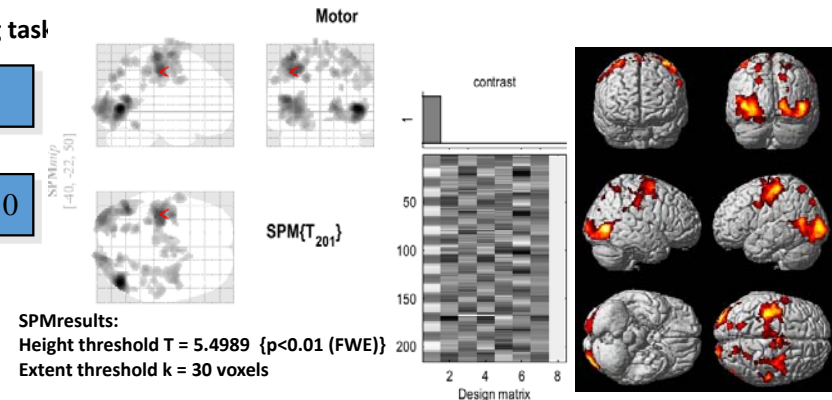 g task
Motor
contrast
1
0
SPMmip
[-40, -22, 50]
SPM{T201}
50
100
150
200
2 4 6 8
Design matrix
SPMresults:
Height threshold T = 5.4989 {p<0.01 (FWE)}
Extent threshold k = 30 voxels